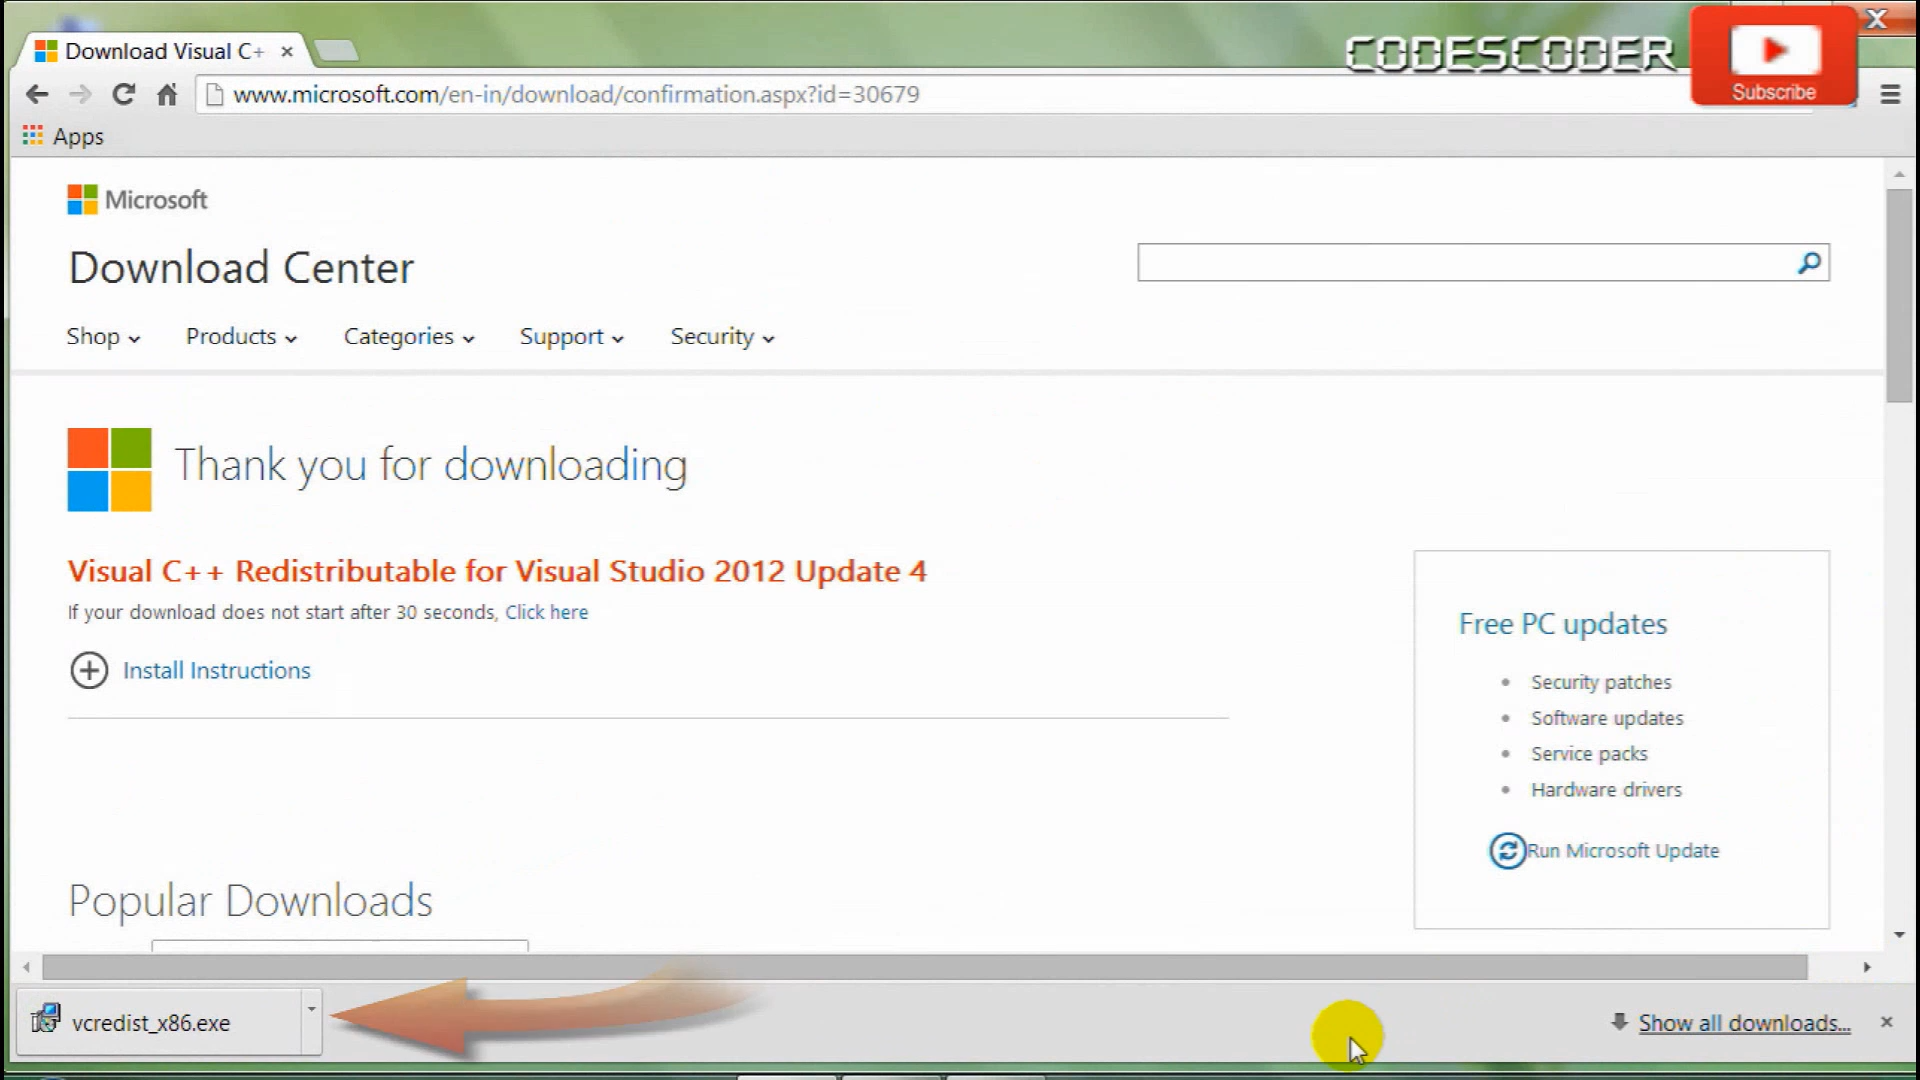 Download Visual C+
CODESCODER
Subscribe
www.microsoft.com/en-in/download/confirmation.aspx?id=30679
Apps
Microsoft
Download Center
Shop Products Categories Support Security
Thank you for downloading
Visual C++ Redistributable for Visual Studio 2012 Update 4
If your download does not start after 30 seconds, Click here
Install Instructions
Free PC updates
• Security patches
• Software updates
• Service packs
• Hardware drivers
Run Microsoft Update
Popular Downloads
vcredist_x86.exe
Show all downloads...